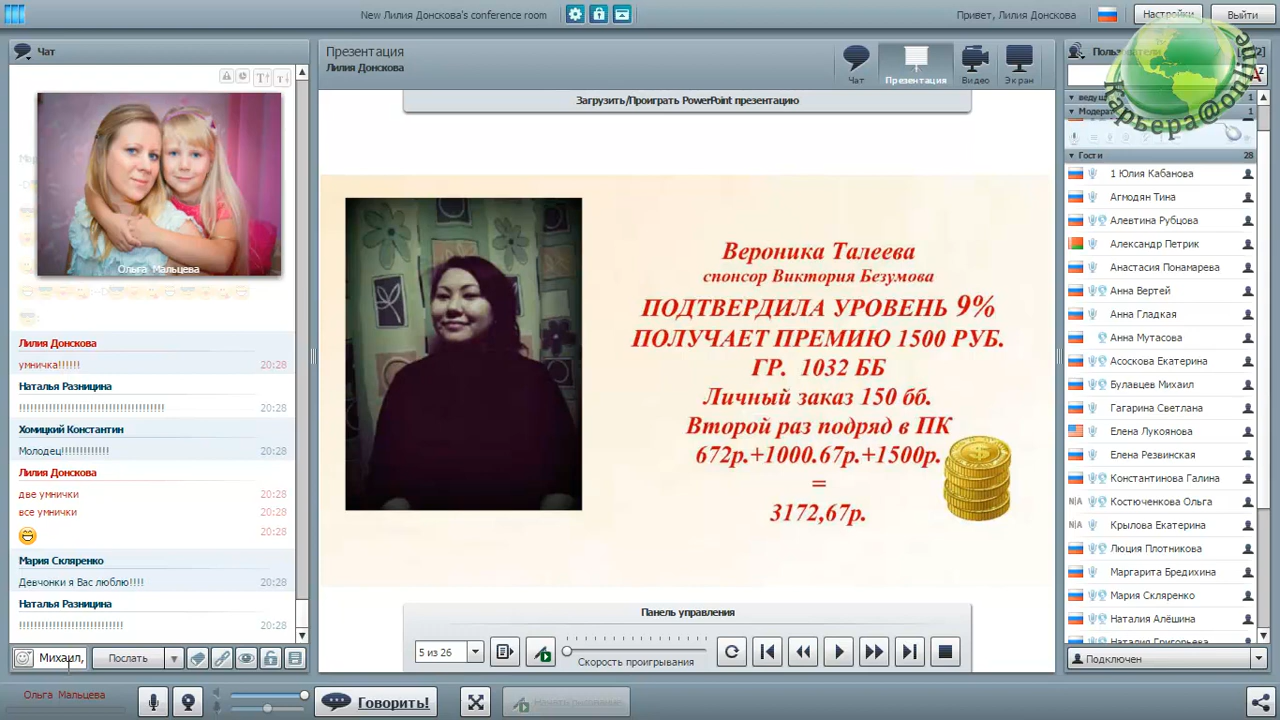 New Лилия Донскова's conference room
Привет, Лилия Донскова
Настройки
Выйти
Карьера@online
Чат
Ольга Мальцева
Лилия Донскова
умничка!!!!!! 20:28
Наталья Разницина
!!!!!!!!!!!!!!!!!!!!!!!!!!!!!!!!!!!!!! 20:28
Хомицкий Константин
Молодец!!!!!!!!!!!!! 20:28
Лилия Донскова
две умнички 20:28
все умнички 20:28
20:28
Мария Скляренко
Девчонки я Вас люблю!!!! 20:28
Наталья Разницина
!!!!!!!!!!!!!!!!!!!!!!!!!!! 20:28
Михаил,
Послать
Ольга Мальцева
Презентация
Лилия Донскова
Чат
Презентация
Видео
Экран
Загрузить/Проиграть PowerPoint презентацию
Вероника Талеева
спонсор Виктория Безумова
ПОДТВЕРДИЛА УРОВЕНЬ 9%
ПОЛУЧАЕТ ПРЕМИЮ 1500 РУБ.
ГР. 1032 ББ
Личный заказ 150 бб.
Второй раз подряд в ПК
672р.+1000.67р.+1500р.
=
3172,67р.
Панель управления
5 из 26
Скорость проигрывания
Говорить!
Гости 28
1 Юлия Кабанова
Агмодян Тина
Алевтина Рубцова
Александр Петрик
Анастасия Понамарева
Анна Вертей
Анна Гладкая
Анна Мутасова
Асоскова Екатерина
Булавцев Михаил
Гагарина Светлана
Елена Лукоянова
Елена Резвинская
Константинова Галина
N/A Костюченкова Ольга
N/A Крылова Екатерина
Люция Плотникова
Маргарита Бредихина
Мария Скляренко
Наталия Алёшина
Наталия Григорьева
Подключен